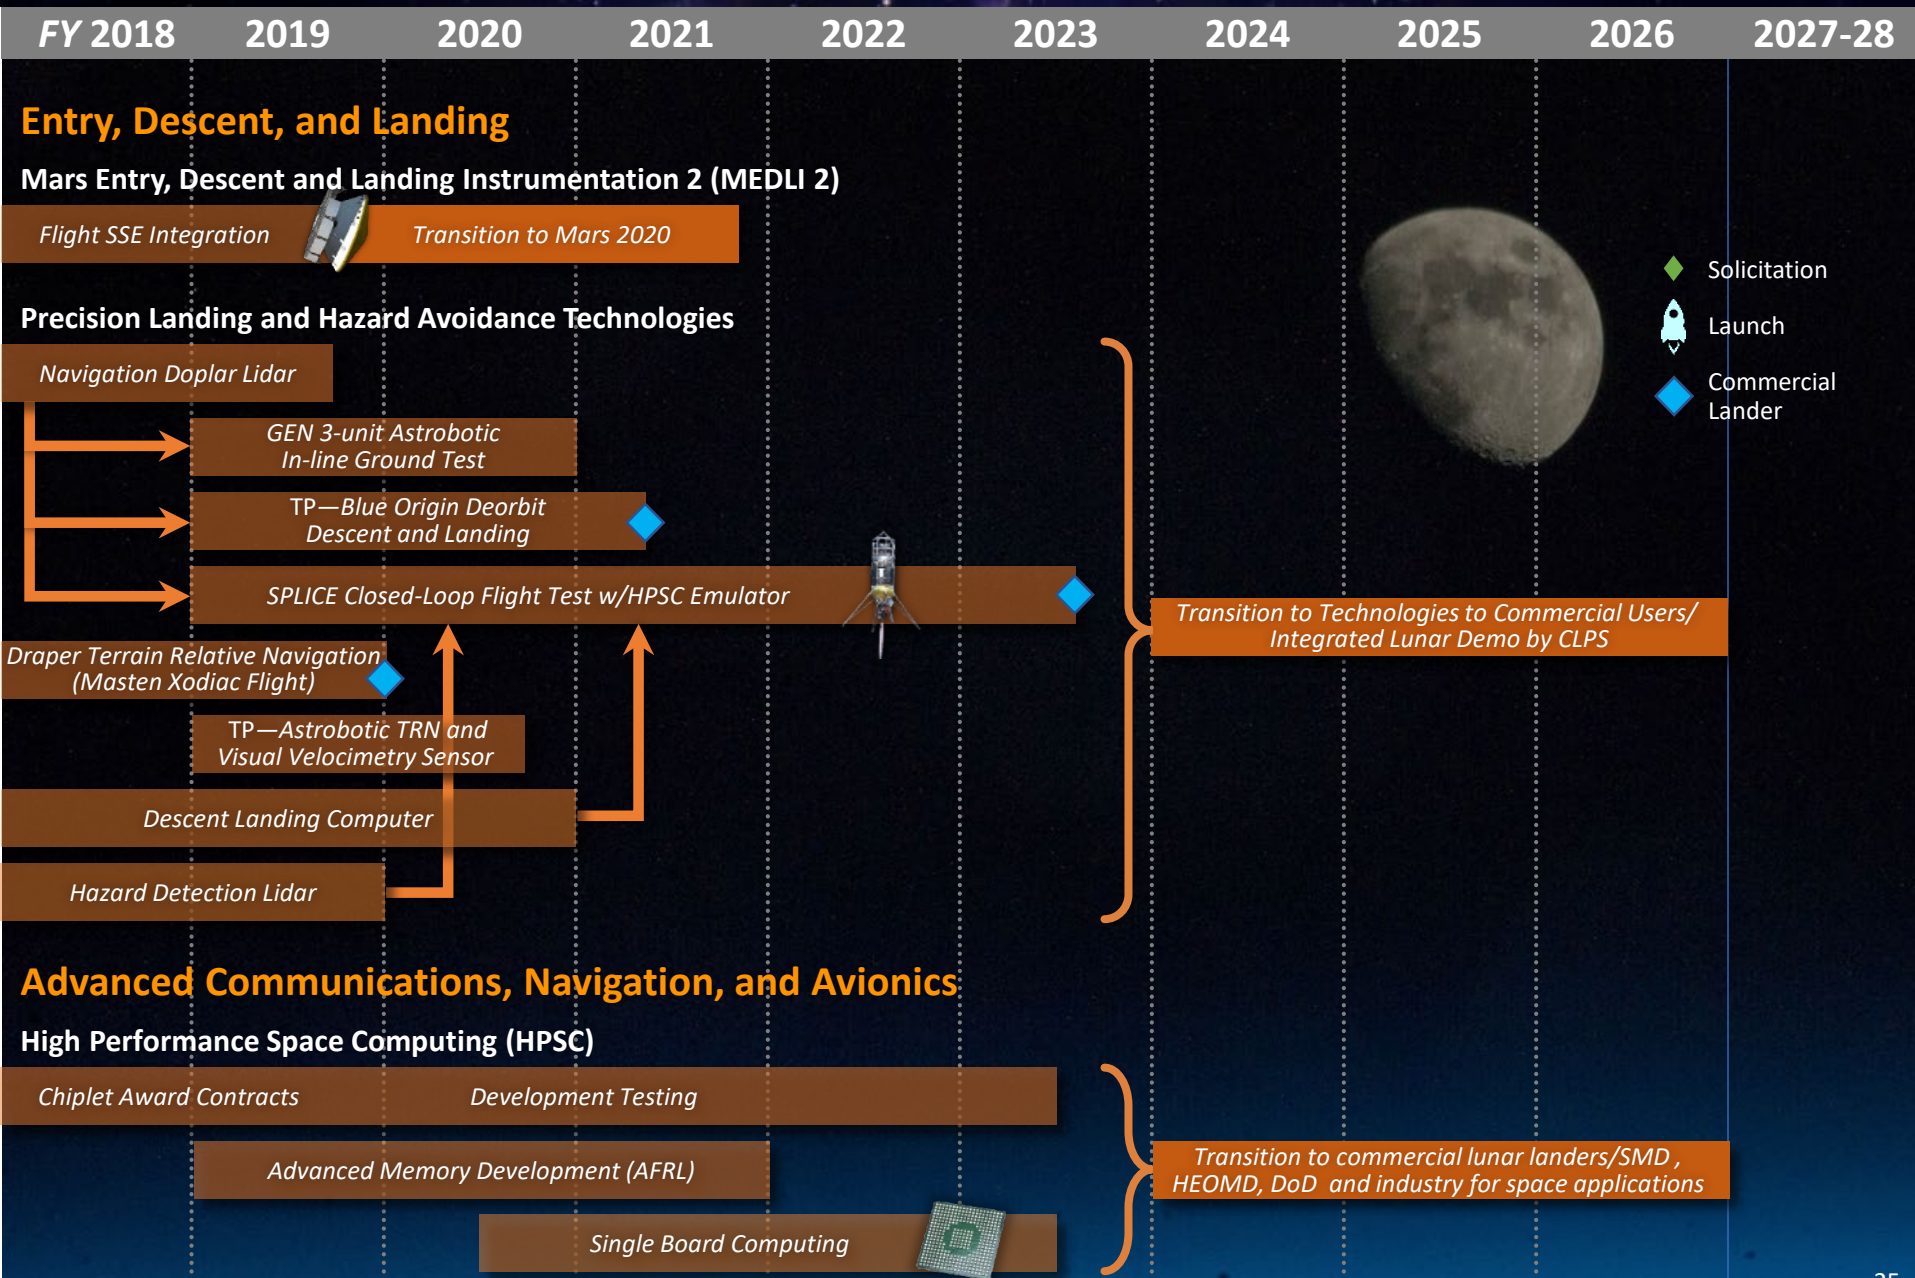 FY 2018 2019 2020 2021 2022 2023 2024 2025 2026 2027-28
Entry, Descent, and Landing
Mars Entry, Descent and Landing Instrumentation 2 (MEDLI 2)
Flight SSE Integration
Transition to Mars 2020
Solicitation
Launch
Commercial
Lander
Precision Landing and Hazard Avoidance Technologies
Navigation Doplar Lidar
GEN 3-unit Astrobotic
In-line Ground Test
TP—Blue Origin Deorbit
Descent and Landing
SPLICE Closed-Loop Flight Test w/HPSC Emulator
Transition to Technologies to Commercial Users/
Integrated Lunar Demo by CLPS
Draper Terrain Relative Navigation
(Masten Xodiac Flight)
TP—Astrobotic TRN and
Visual Velocimetry Sensor
Descent Landing Computer
Hazard Detection Lidar
Advanced Communications, Navigation, and Avionics
High Performance Space Computing (HPSC)
Chiplet Award Contracts
Development Testing
Advanced Memory Development (AFRL)
Transition to commercial lunar landers/SMD ,
HEOMD, DoD and industry for space applications
Single Board Computing